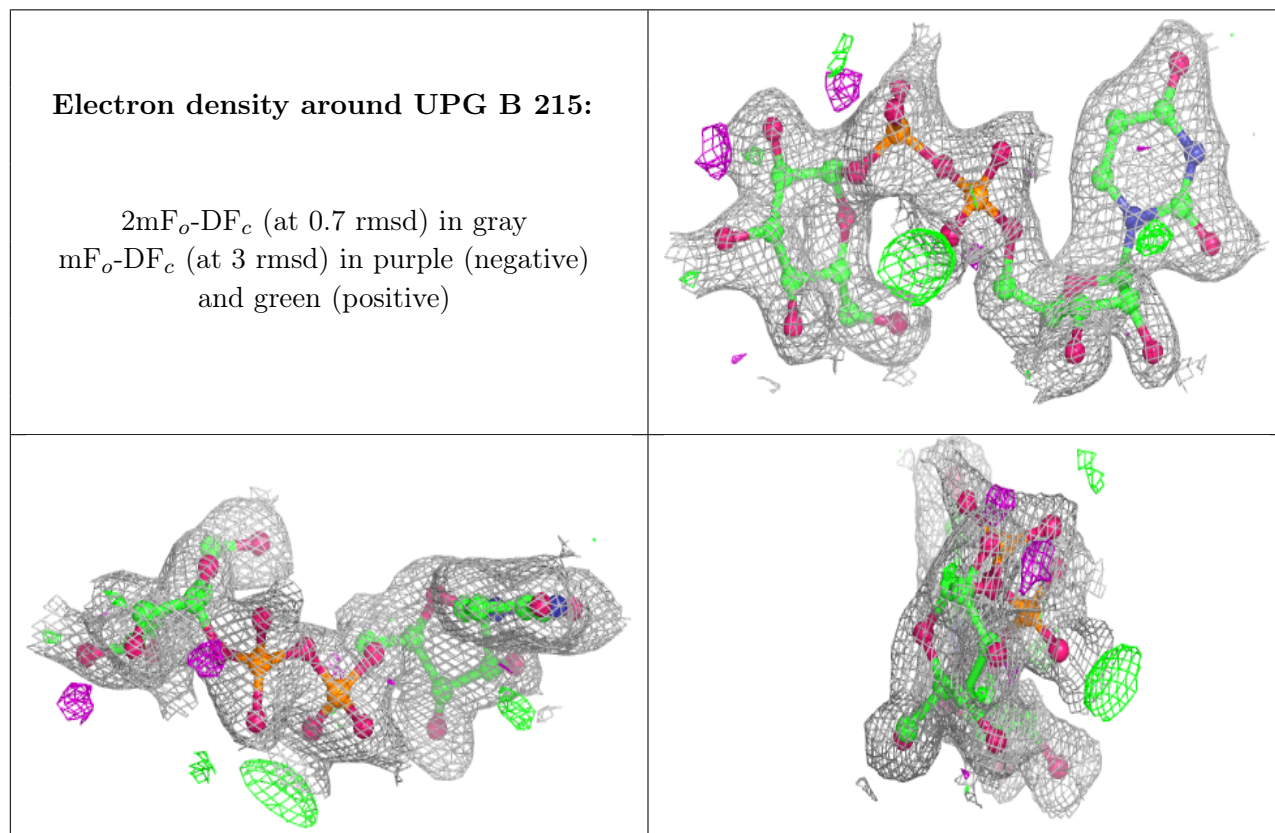 Electron density around UPG B 215:
2mFo-DFc (at 0.7 rmsd) in gray
mFo-DFc (at 3 rmsd) in purple (negative)
and green (positive)